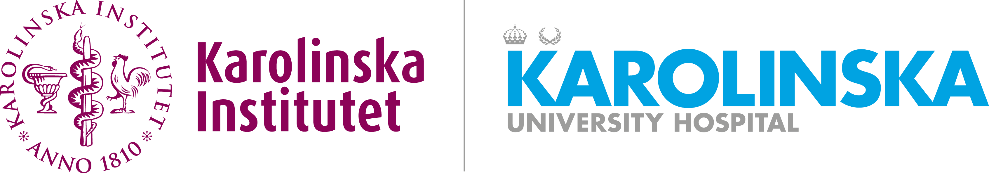 KAROLINSKA INSTITUTET
ANNO 1810
Karolinska
Institutet
KAROLINSKA
UNIVERSITY HOSPITAL